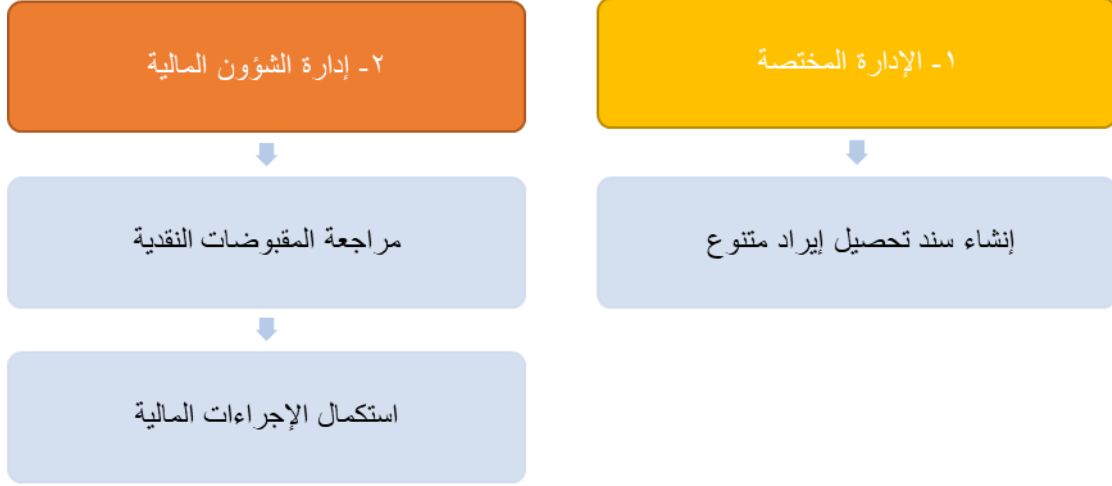 ١- الإدارة المختصة
إنشاء سند تحصيل إيراد متنوع
٢- إدارة الشؤون المالية
مراجعة المقبوضات النقدية
استكمال الإجراءات المالية